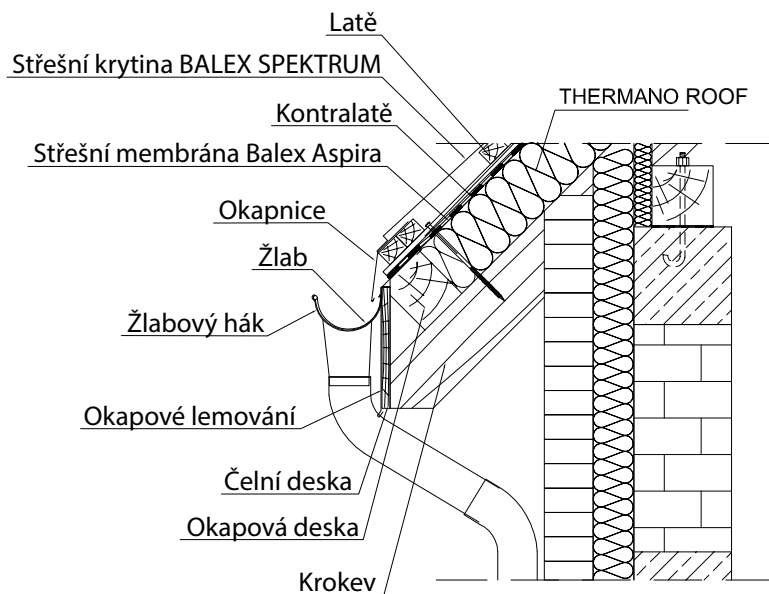 Latě
Střešní krytina BALEX SPEKTRUM
THERMANO ROOF
Kontralatě
Střešní membrána Balex Aspira
Okapnice
Žlab
Žlabový hák
Okapové lemování
Čelní deska
Okapová deska
Krokev